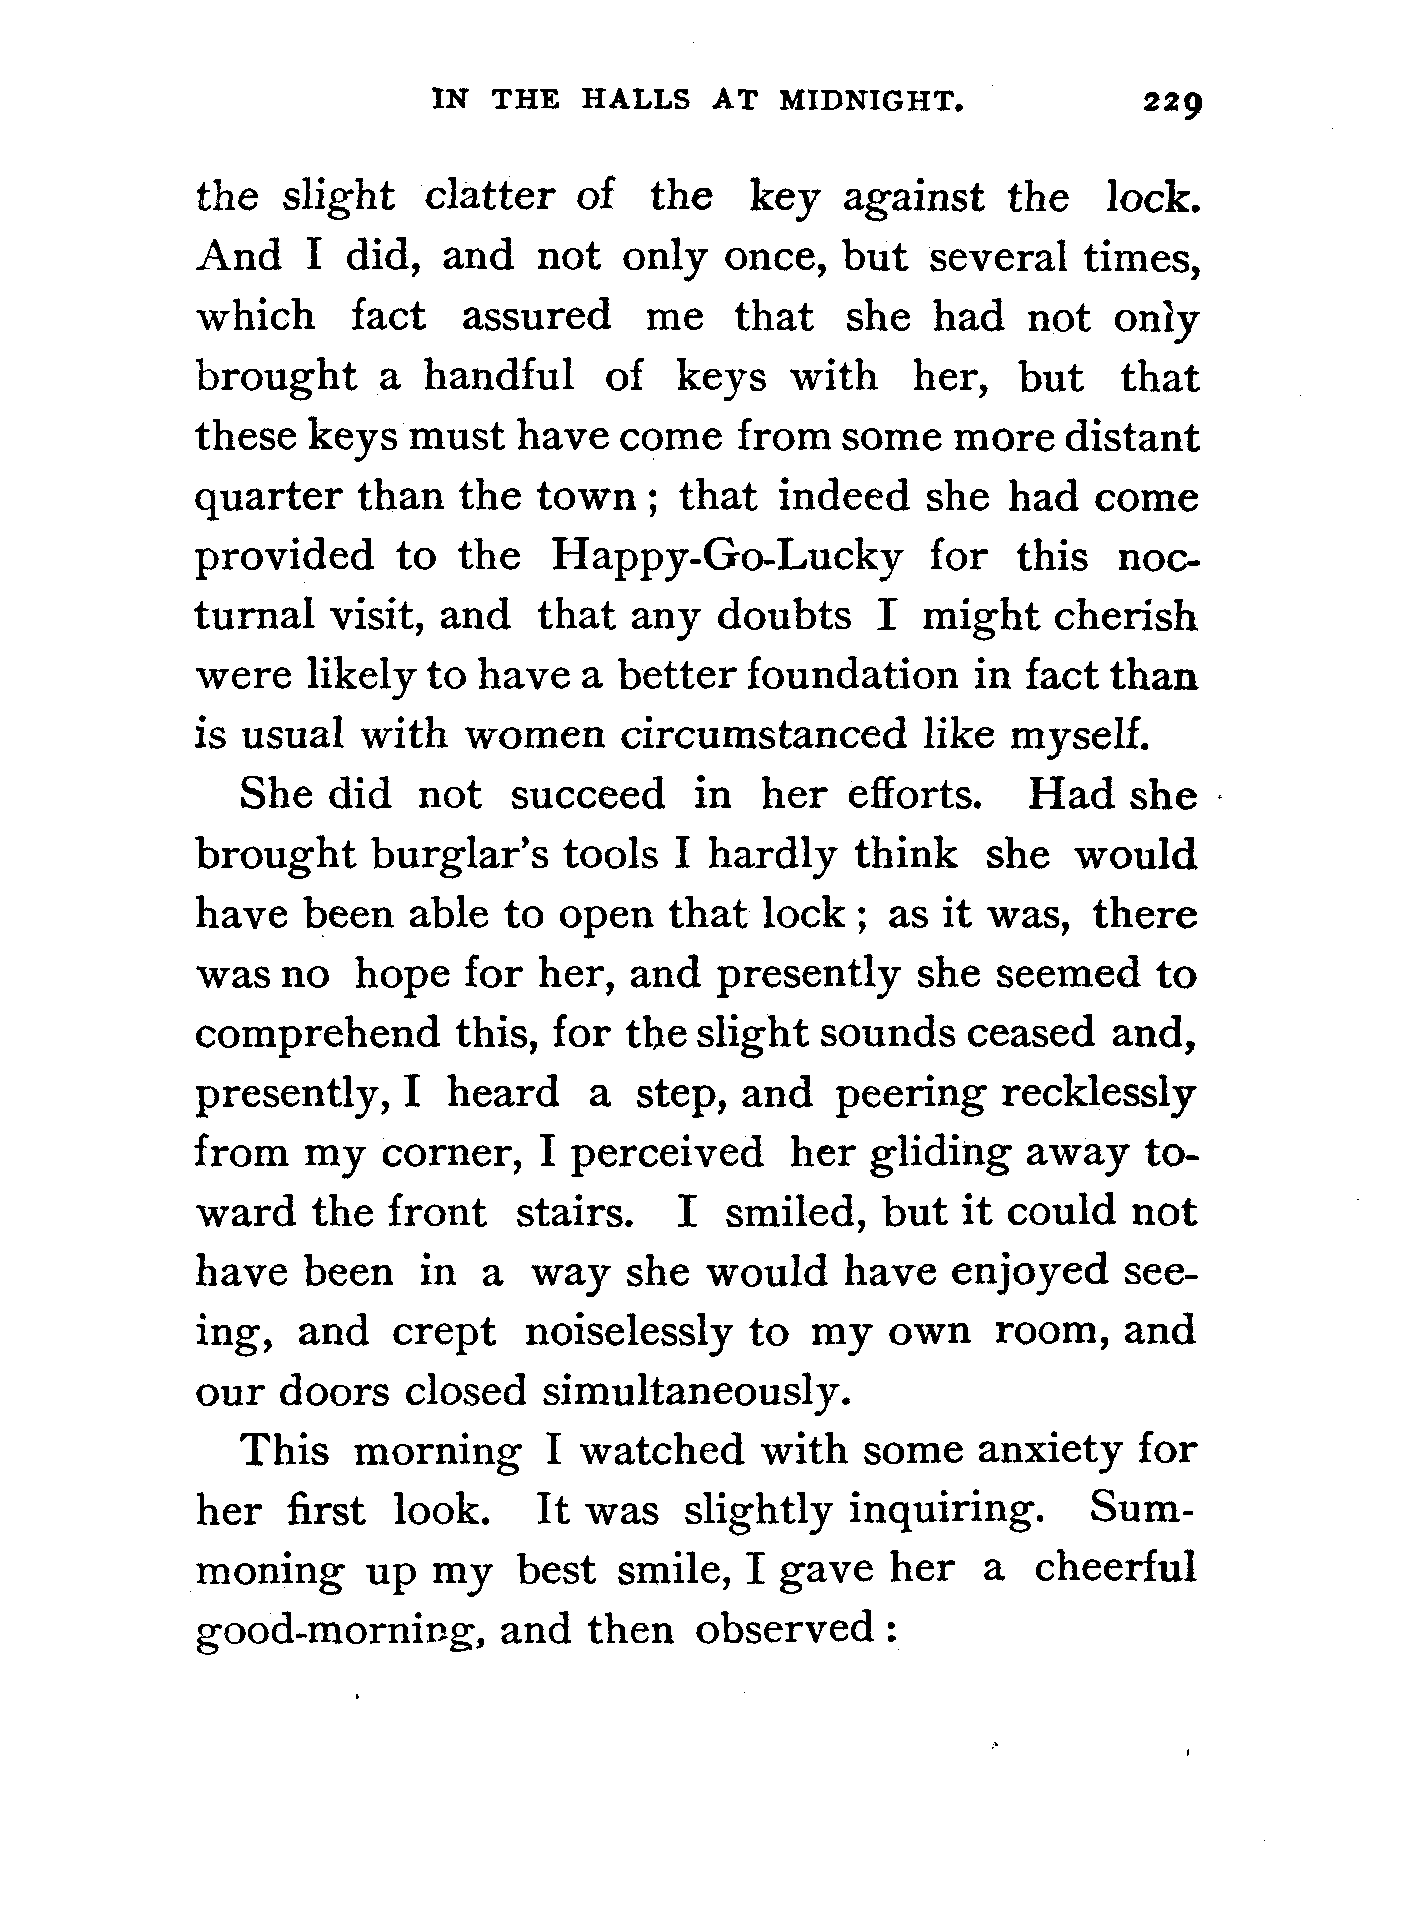 IN THE HALLS AT MIDNIGHT. 229
the slight clatter of the key against the lock.
And I did, and not only once, but several times,
which fact assured me that she had not only
brought a handful of keys with her, but that
these keys must have come from some more distant
quarter than the town ; that indeed she had come
provided to the Happy-Go-Lucky for this noc-
turnal visit, and that any doubts I might cherish
were likely to have a better foundation in fact than
is usual with women circumstanced like myself.
She did not succeed in her efforts. Had she
brought burglar's tools I hardly think she would
have been able to open that lock ; as it was, there
was no hope for her, and presently she seemed to
comprehend this, for the slight sounds ceased and,
presently, I heard a step, and peering recklessly
from my corner, I perceived her gliding away to-
ward the front stairs. I smiled, but it could not
have been in a way she would have enjoyed see-
ing, and crept noiselessly to my own room, and
our doors closed simultaneously.
This morning I watched with some anxiety for
her first look. It was slightly inquiring. Sum-
moning up my best smile, I gave her a cheerful
good-morning, and then observed :